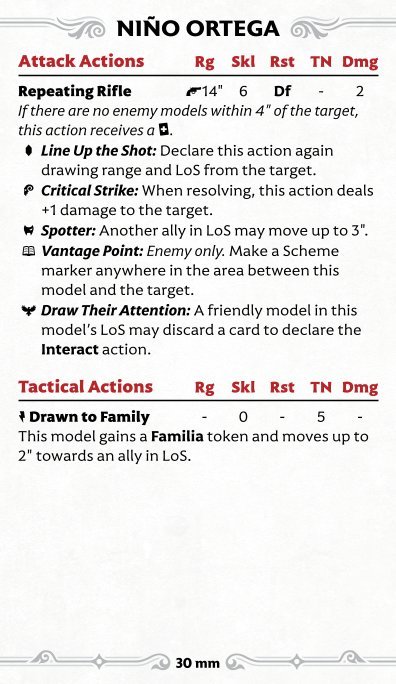 NIÑO ORTEGA
Attack Actions Rg Skl Rst TN Dmg
Repeating Rifle 14" 6 Df - 2
If there are no enemy models within 4" of the target,
this action receives a .
Line Up the Shot: Declare this action again
drawing range and LoS from the target.
Critical Strike: When resolving, this action deals
+1 damage to the target.
Spotter: Another ally in LoS may move up to 3".
Vantage Point: Enemy only. Make a Scheme
marker anywhere in the area between this
model and the target.
Draw Their Attention: A friendly model in this
model's LoS may discard a card to declare the
Interact action.
Tactical Actions Rg Skl Rst TN Dmg
Drawn to Family - 0 - 5 -
This model gains a Familia token and moves up to
2" towards an ally in LoS.
30 mm